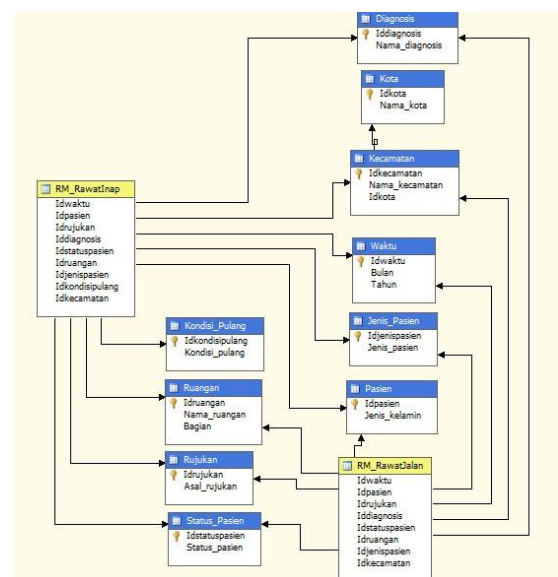 Diagnosis
Iddiagnosis
Nama_diagnosis
Kota
Idkota
Nama_kota
Kecamatan
Idkecamatan
Nama_kecamatan
Idkota
RM_RawatInap
Idwaktu
Idpasien
Idrujukan
Iddiagnosis
Idstatuspasien
Idruangan
Idjenispasien
Idkondisipulang
Idkecamatan
Waktu
Idwaktu
Bulan
Tahun
Kondisi_Pulang
Idkondisipulang
Kondisi_pulang
Jenis_Pasien
Idjenispasien
Jenis_pasien
Ruangan
Idruangan
Nama_ruangan
Bagian
Pasien
Idpasien
Jenis_kelamin
Rujukan
Idrujukan
Asal_rujukan
RM_RawatJalan
Idwaktu
Idpasien
Idrujukan
Iddiagnosis
Idstatuspasien
Idruangan
Idjenispasien
Idkecamatan
Status_Pasien
Idstatuspasien
Status_pasien